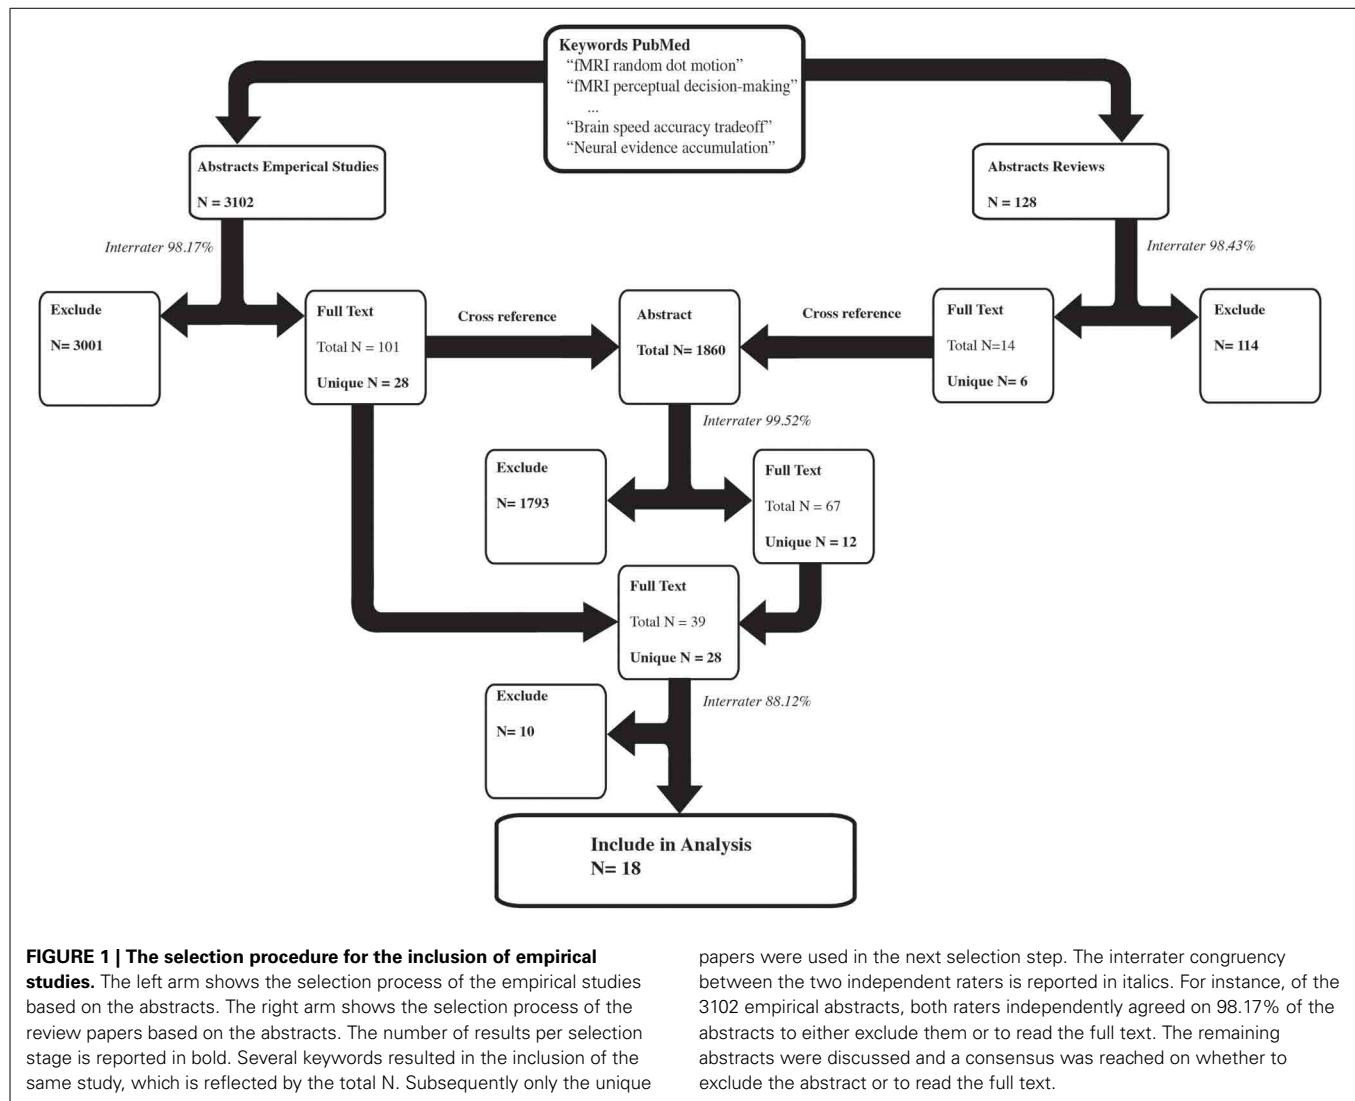 Keywords PubMed
“fMRI random dot motion”
“fMRI perceptual decision-making”
...
“Brain speed accuracy tradeoff”
“Neural evidence accumulation”
Abstracts Emperical Studies
N = 3102
Abstracts Reviews
N = 128
Interrater 98.17%
Interrater 98.43%
Exclude
N= 3001
Full Text
Total N = 101
Unique N = 28
Cross reference
Abstract
Total N= 1860
Cross reference
Full Text
Total N=14
Unique N= 6
Exclude
N= 114
Interrater 99.52%
Exclude
N= 1793
Full Text
Total N = 67
Unique N = 12
Full Text
Total N = 39
Unique N = 28
Interrater 88.12%
Exclude
N= 10
Include in Analysis
N= 18
FIGURE 1 | The selection procedure for the inclusion of empirical
studies. The left arm shows the selection process of the empirical studies
based on the abstracts. The right arm shows the selection process of the
review papers based on the abstracts. The number of results per selection
stage is reported in bold. Several keywords resulted in the inclusion of the
same study, which is reflected by the total N. Subsequently only the unique
papers were used in the next selection step. The interrater congruency
between the two independent raters is reported in italics. For instance, of the
3102 empirical abstracts, both raters independently agreed on 98.17% of the
abstracts to either exclude them or to read the full text. The remaining
abstracts were discussed and a consensus was reached on whether to
exclude the abstract or to read the full text.